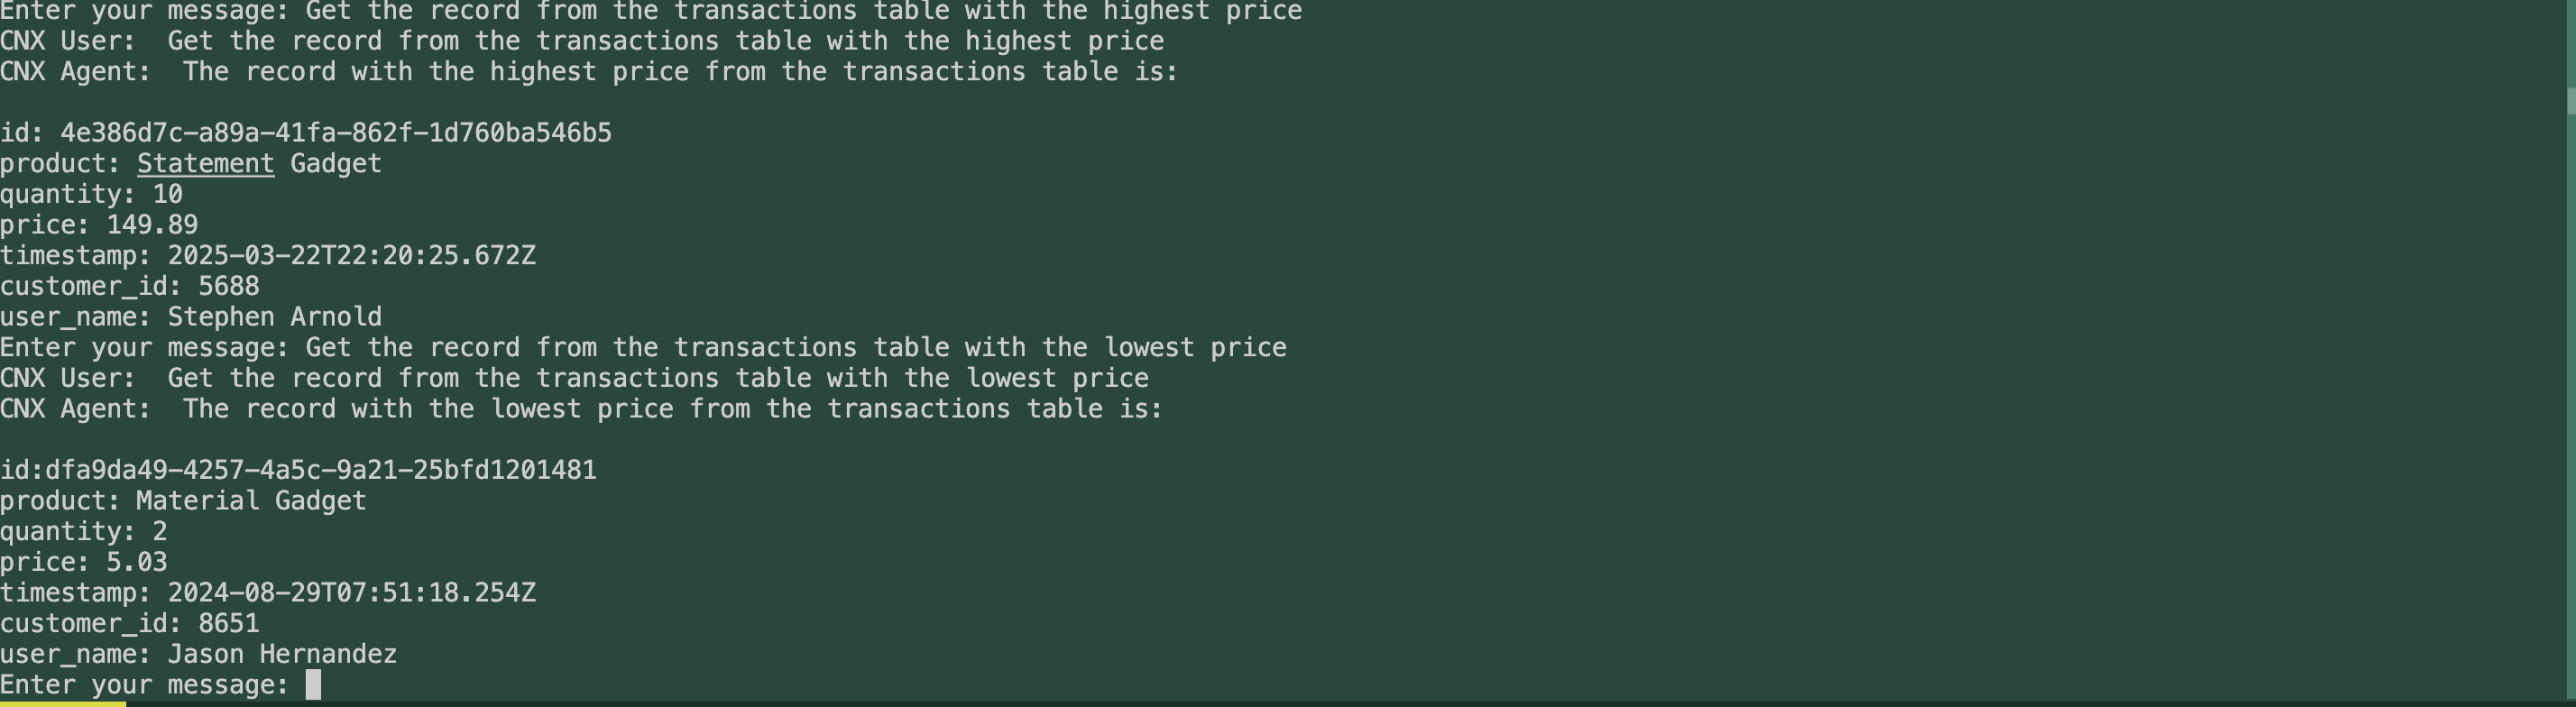 Enter your message: Get the record from the transactions table with the highest price
CNX User:  Get the record from the transactions table with the highest price
CNX Agent:  The record with the highest price from the transactions table is:
id: 4e386d7c-a89a-41fa-862f-1d760ba546b5
product: Statement Gadget
quantity: 10
price: 149.89
timestamp: 2025-03-22T22:20:25.672Z
customer_id: 5688
user_name: Stephen Arnold
Enter your message: Get the record from the transactions table with the lowest price
CNX User:  Get the record from the transactions table with the lowest price
CNX Agent:  The record with the lowest price from the transactions table is:
id:dfa9da49-4257-4a5c-9a21-25bfd1201481
product: Material Gadget
quantity: 2
price: 5.03
timestamp: 2024-08-29T07:51:18.254Z
customer_id: 8651
user_name: Jason Hernandez
Enter your message: